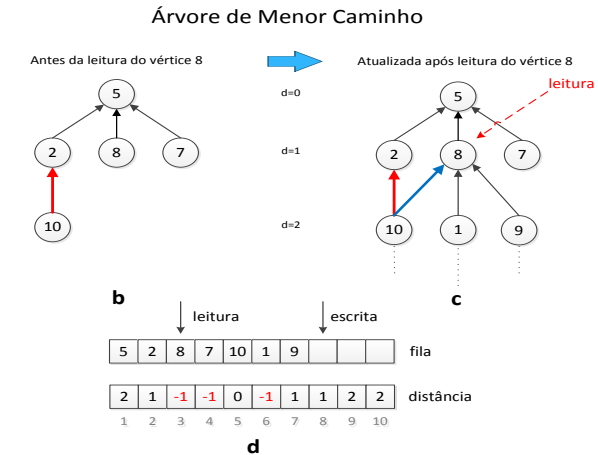 Árvore de Menor Caminho
Antes da leitura do vértice 8
Atualizada após leitura do vértice 8
leitura
5
d=0
5
2 8 7
d=1
2 8 7
10
d=2
10 1 9
b
c
leitura
escrita
5 2 8 7 10 1 9
fila
2 1 -1 -1 0 -1 1 1 2 2
distância
1 2 3 4 5 6 7 8 9 10
d